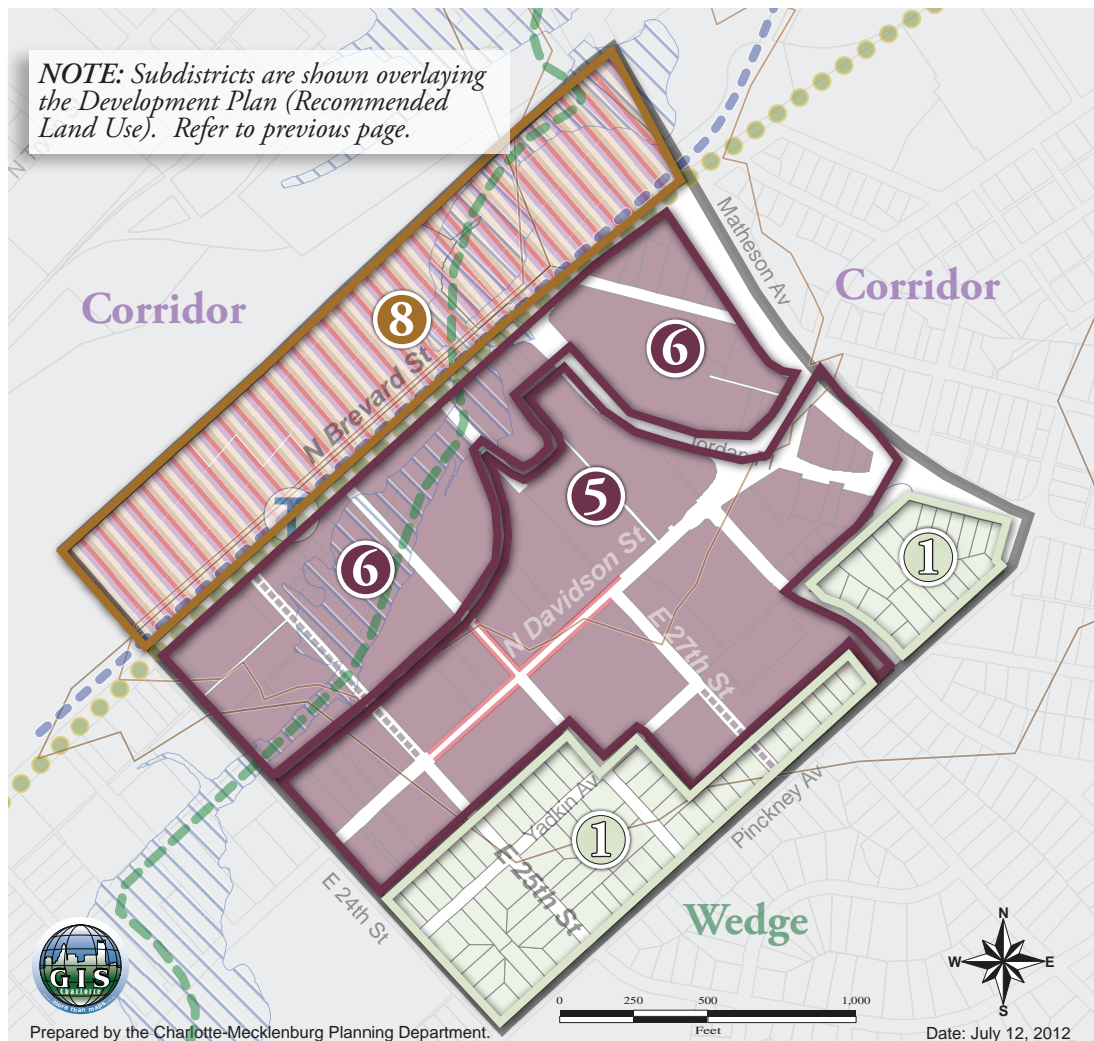 NOTE: Subdistricts are shown overlaying
the Development Plan (Recommended
Land Use). Refer to previous page.
Matheson Av
Corridor
Corridor
8
6
N Brevard St
Jordan Pl
5
T
6
1
N Davidson St
E 27th St
Yadkin Av
1
Pinckney Av
E 25th St
E 24th St
Wedge
N
W
E
S
GIS
Charlotte
...more than maps...
0
250
500
1,000
Feet
Prepared by the Charlotte-Mecklenburg Planning Department.
Date: July 12, 2012